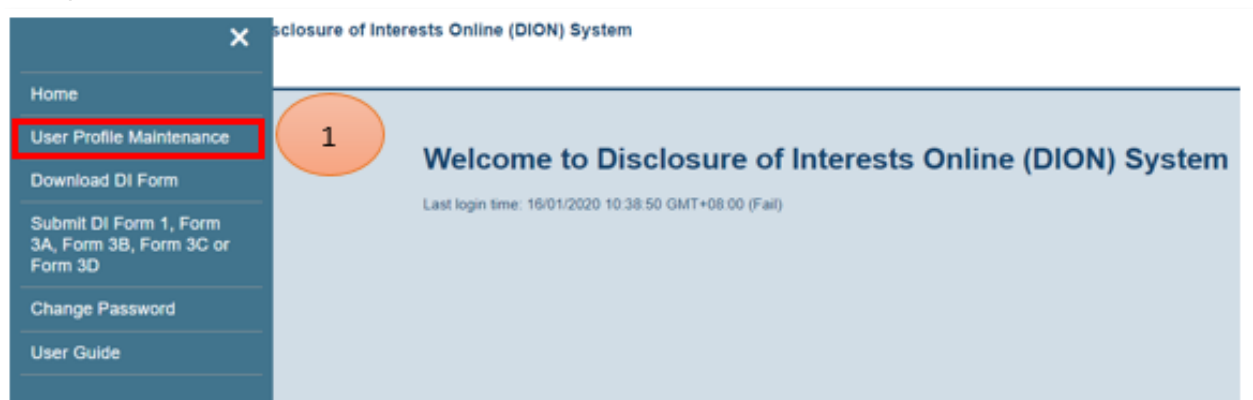 sclosure of Interests Online (DION) System
Home
User Profile Maintenance
1
Download DI Form
Submit DI Form 1, Form
3A, Form 3B, Form 3C or
Form 3D
Change Password
User Guide
Welcome to Disclosure of Interests Online (DION) System
Last login time: 16/01/2020 10:38:50 GMT+08:00 (Fail)